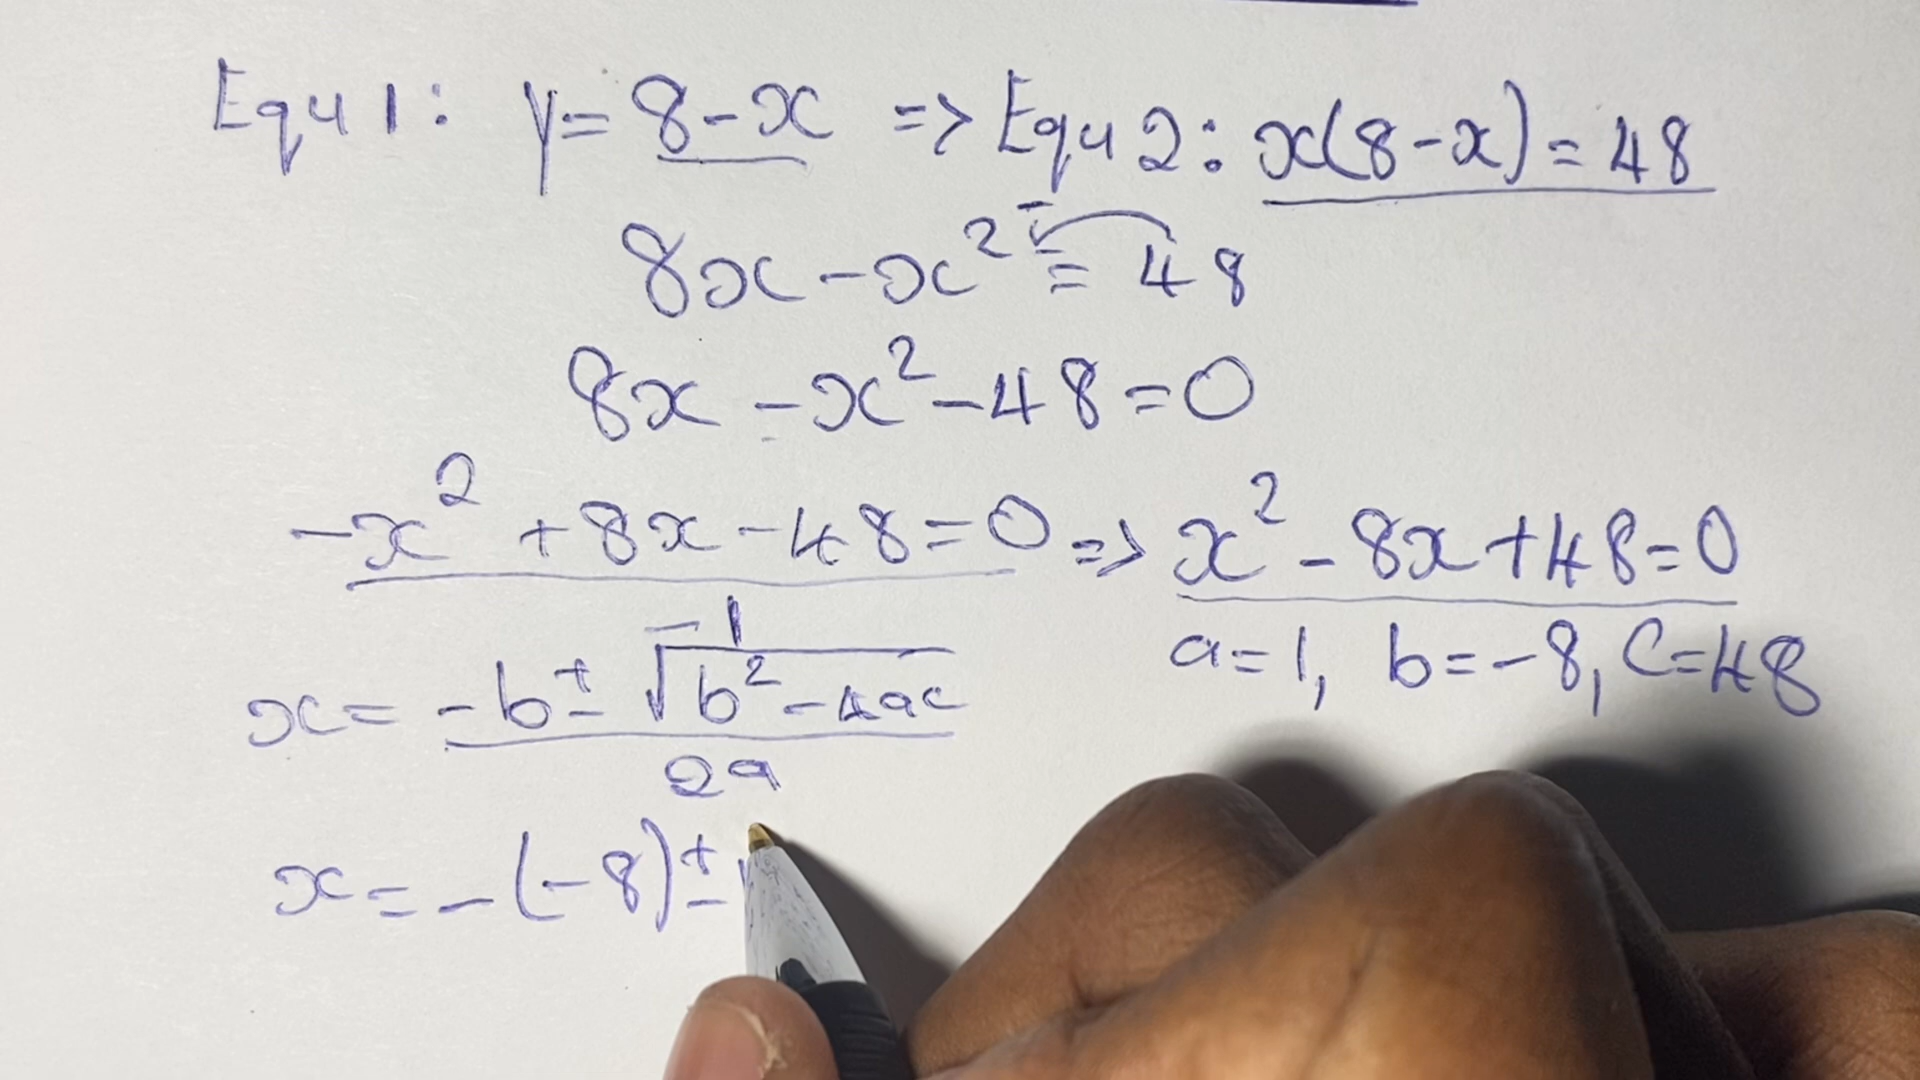 Equ 1: y = 8 - x => Equ 2: x(8 - x) = 48
8x - x² = 48
8x - x² - 48 = 0
-x² + 8x - 48 = 0 => x² - 8x + 48 = 0
a = 1, b = -8, c = 48
x = -b ± √(b² - 4ac) / 2a
x = -(-8) ±